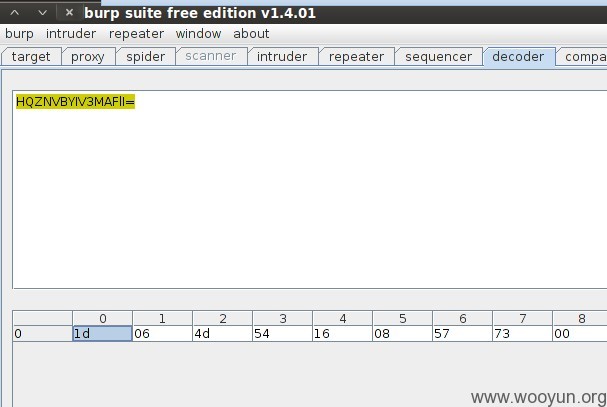 burp suite free edition v1.4.01
burp intruder repeater window about
target proxy spider scanner intruder repeater sequencer decoder compa
HQZNVBYIV3MAFlI=
0 1 2 3 4 5 6 7 8
0 1d 06 4d 54 16 08 57 73 00
www.wooyun.org